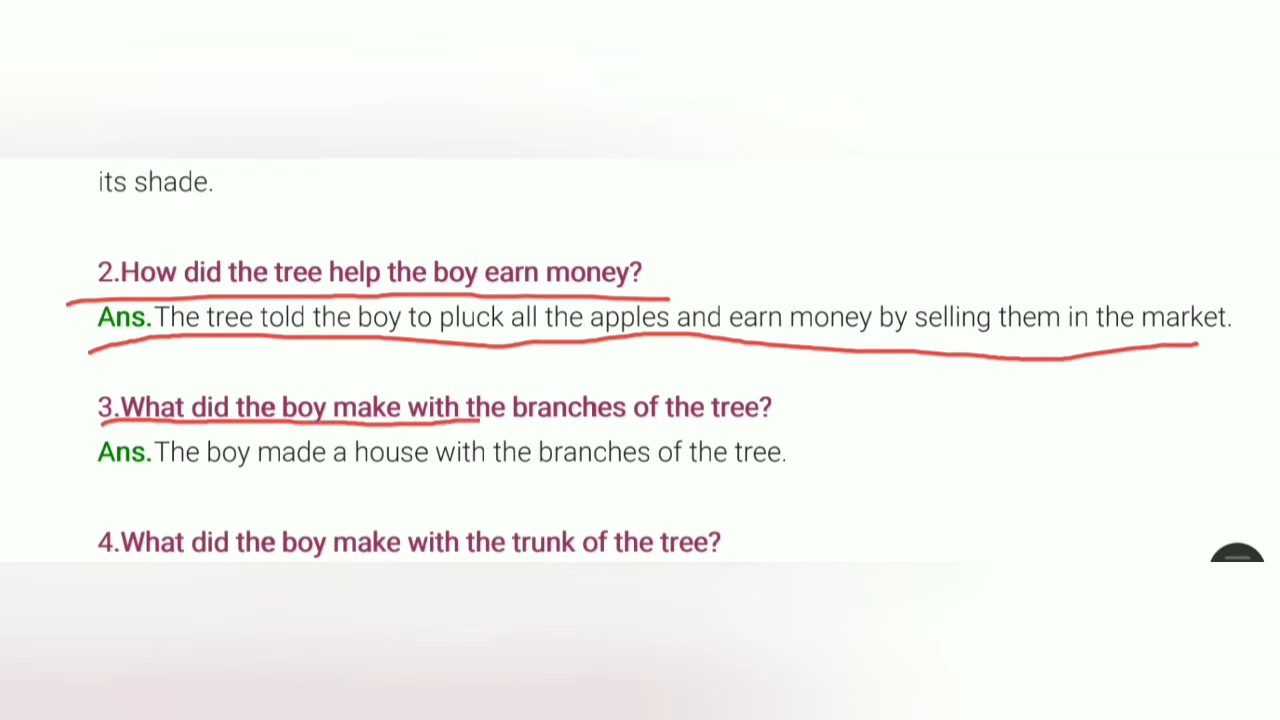 its shade.
2.How did the tree help the boy earn money?
Ans.The tree told the boy to pluck all the apples and earn money by selling them in the market.
3.What did the boy make with the branches of the tree?
Ans.The boy made a house with the branches of the tree.
4.What did the boy make with the trunk of the tree?